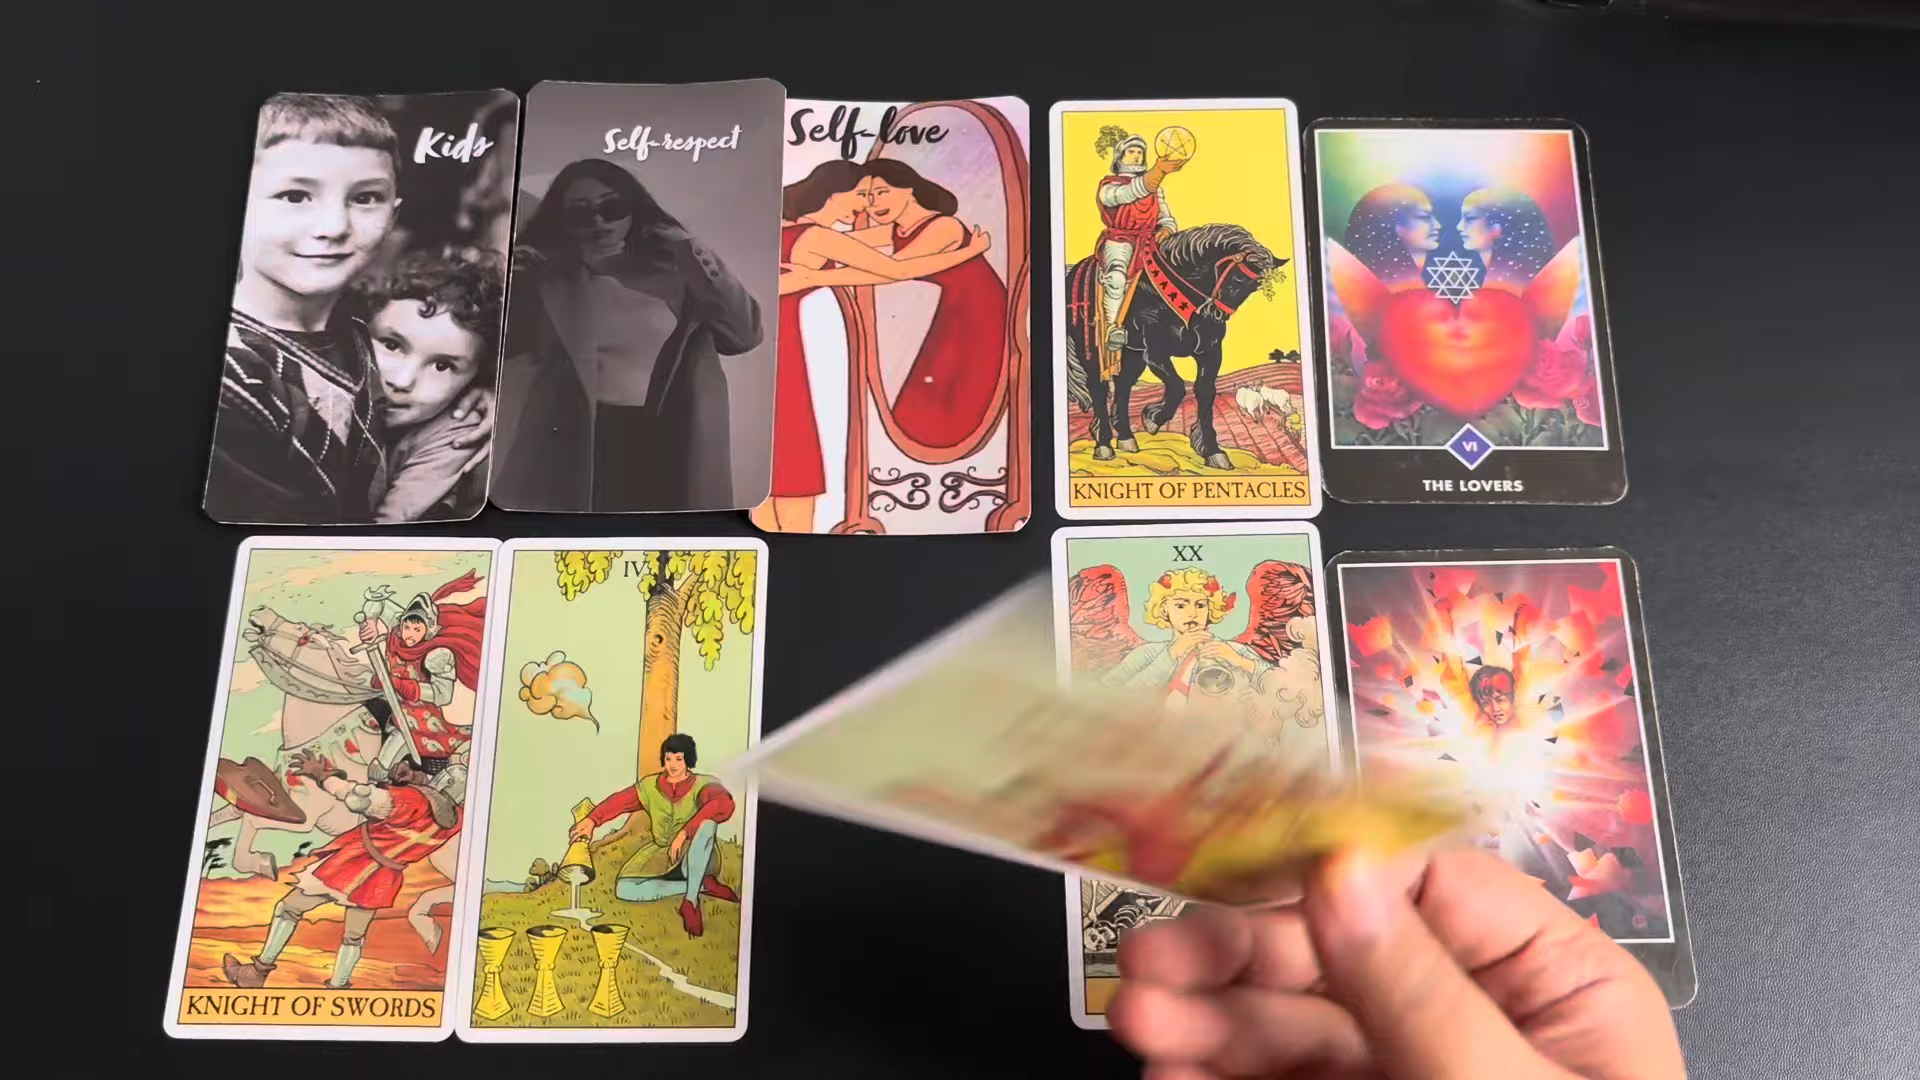 Kids
Self-respect
Self-love
KNIGHT OF PENTACLES
VI
THE LOVERS
KNIGHT OF SWORDS
IV
XX